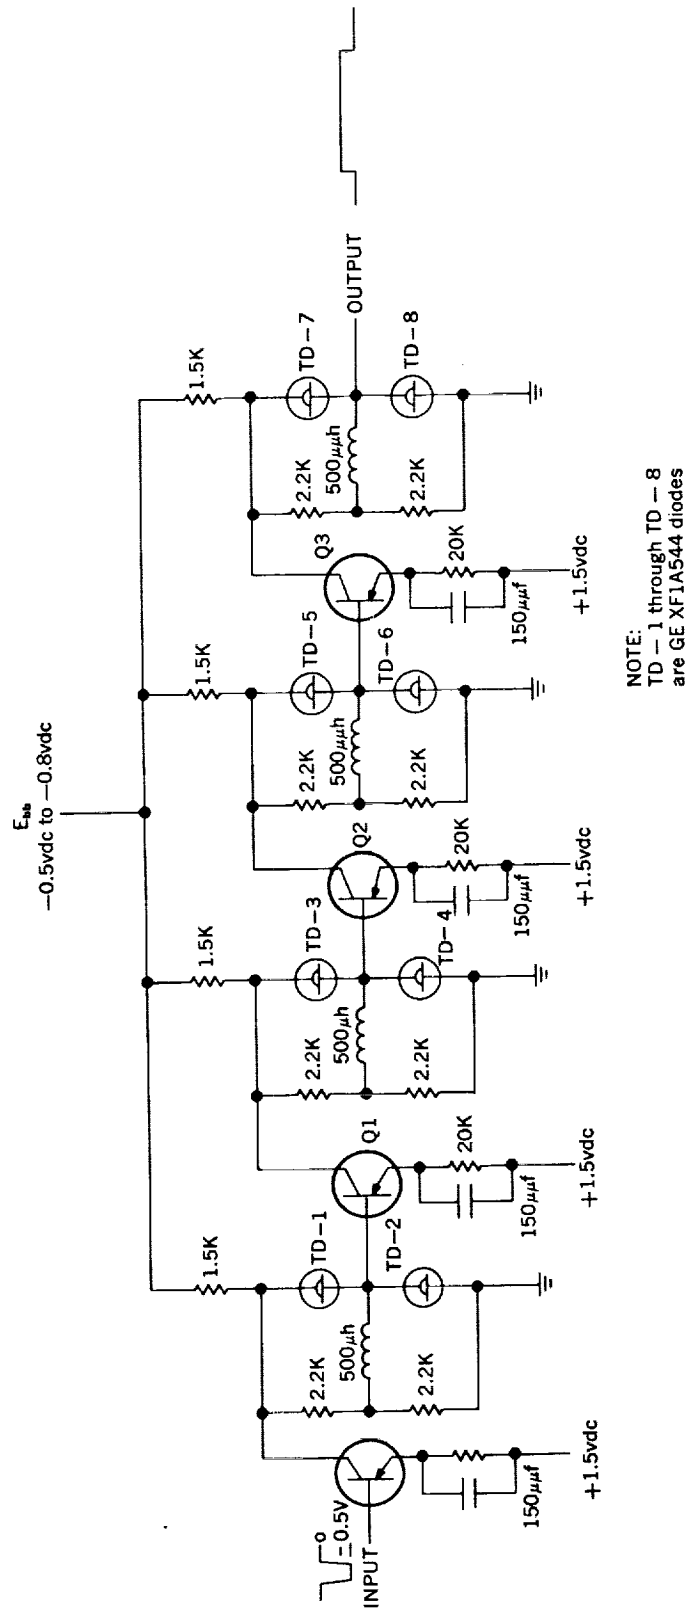 E_bb
−0.5vdc to −0.8vdc
1.5K
1.5K
1.5K
1.5K
0
−0.5V
INPUT
2.2K
2.2K
500μh
TD−1
TD−2
150μμf
+1.5vdc
Q1
2.2K
2.2K
500μh
TD−3
TD−4
20K
150μμf
+1.5vdc
Q2
2.2K
2.2K
500μμh
TD−5
TD−6
20K
150μμf
+1.5vdc
Q3
2.2K
2.2K
500μμh
TD−7
TD−8
20K
150μμf
+1.5vdc
OUTPUT
NOTE:
TD − 1 through TD − 8
are GE XF1A544 diodes